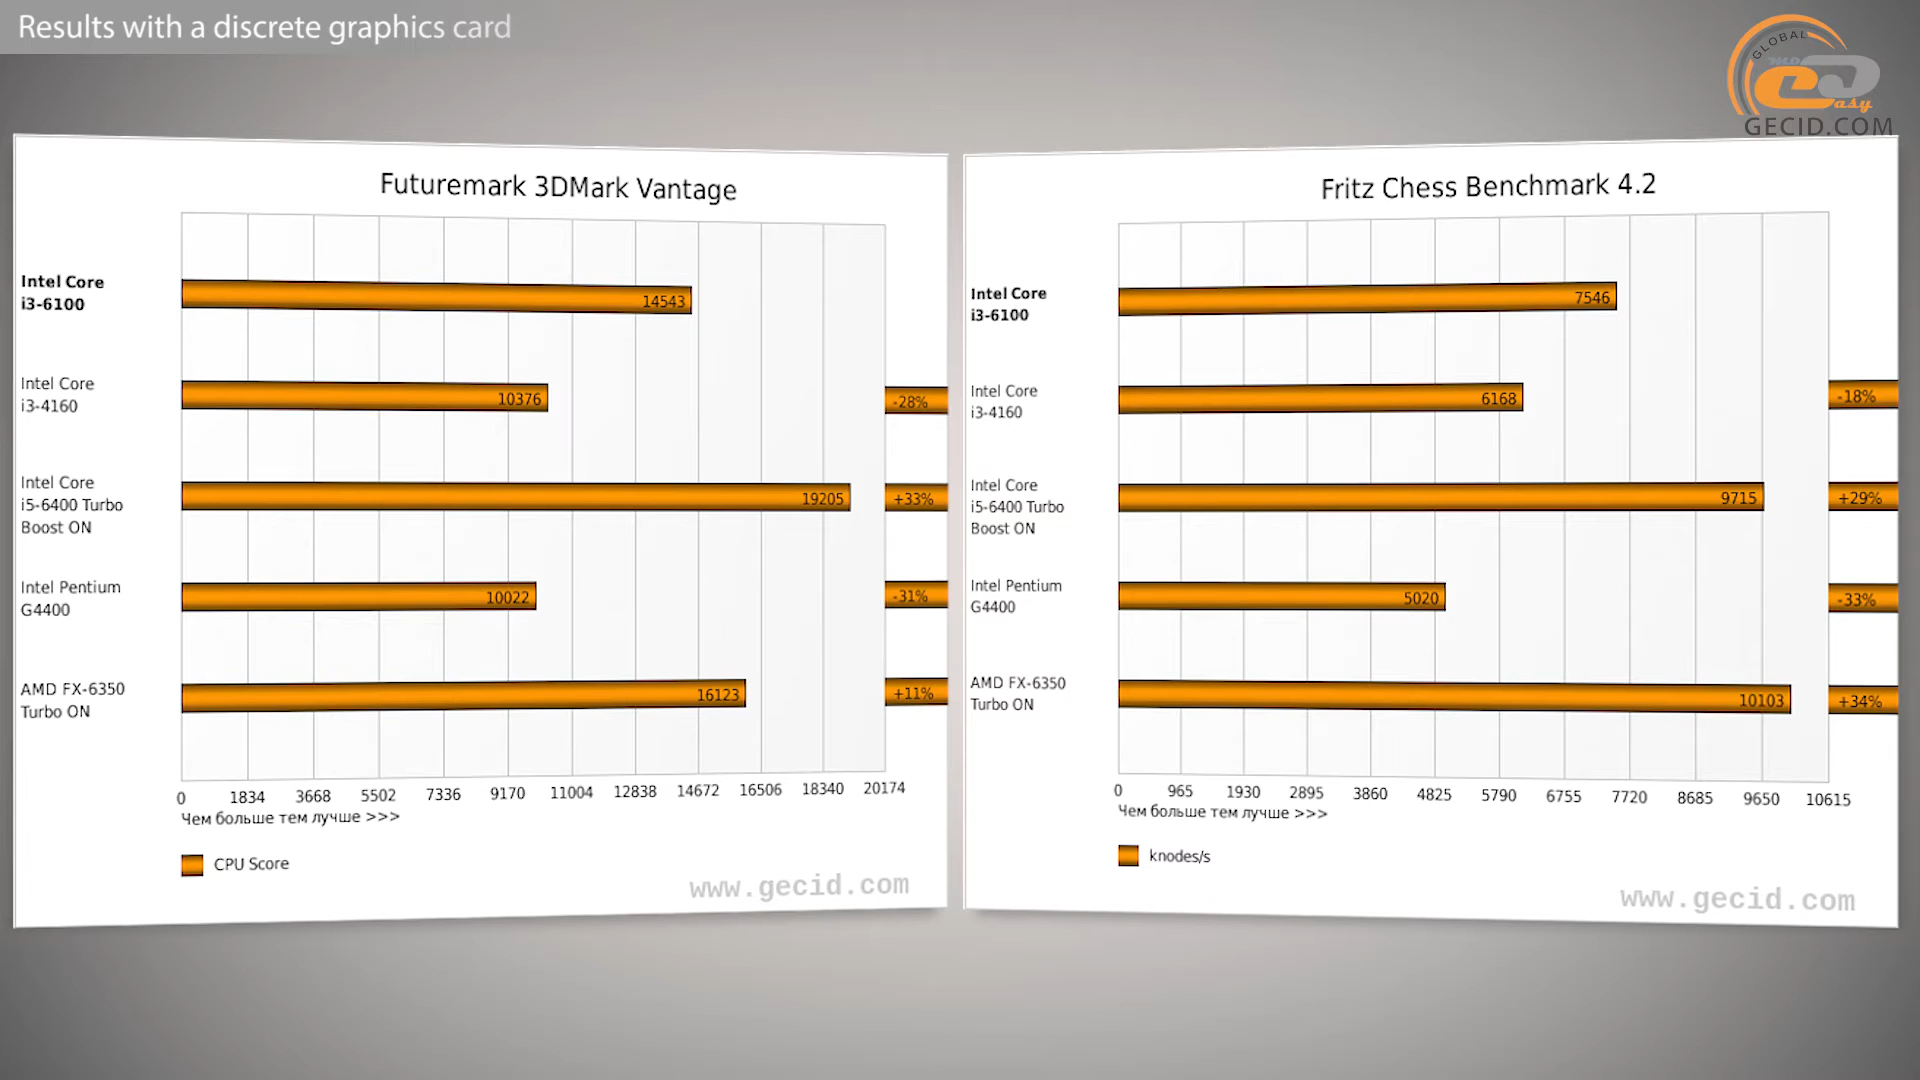 Results with a discrete graphics card
GLOBAL
easy
GECID.COM
Futuremark 3DMark Vantage
Intel Core
i3-6100
14543
Intel Core
i3-4160
10376
-28%
Intel Core
i5-6400 Turbo
Boost ON
19205
+33%
Intel Pentium
G4400
10022
-31%
AMD FX-6350
Turbo ON
16123
+11%
0 1834 3668 5502 7336 9170 11004 12838 14672 16506 18340 20174
Чем больше тем лучше >>>
CPU Score
www.gecid.com
Fritz Chess Benchmark 4.2
Intel Core
i3-6100
7546
Intel Core
i3-4160
6168
-18%
Intel Core
i5-6400 Turbo
Boost ON
9715
+29%
Intel Pentium
G4400
5020
-33%
AMD FX-6350
Turbo ON
10103
+34%
0 965 1930 2895 3860 4825 5790 6755 7720 8685 9650 10615
Чем больше тем лучше >>>
knodes/s
www.gecid.com